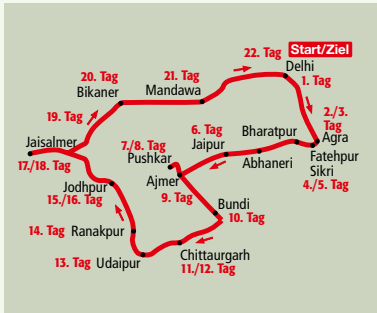 22. Tag
Start/Ziel
Delhi
1. Tag
20. Tag
Bikaner
21. Tag
Mandawa
2./3.
Tag
Agra
19. Tag
Jaisalmer
17./18. Tag
7./8. Tag
Pushkar
6. Tag
Jaipur
Bharatpur
Abhaneri
Fatehpur
Sikri
4./5. Tag
Ajmer
9. Tag
Jodhpur
15./16. Tag
Bundi
10. Tag
14. Tag Ranakpur
13. Tag Udaipur
Chittaurgarh
11./12. Tag